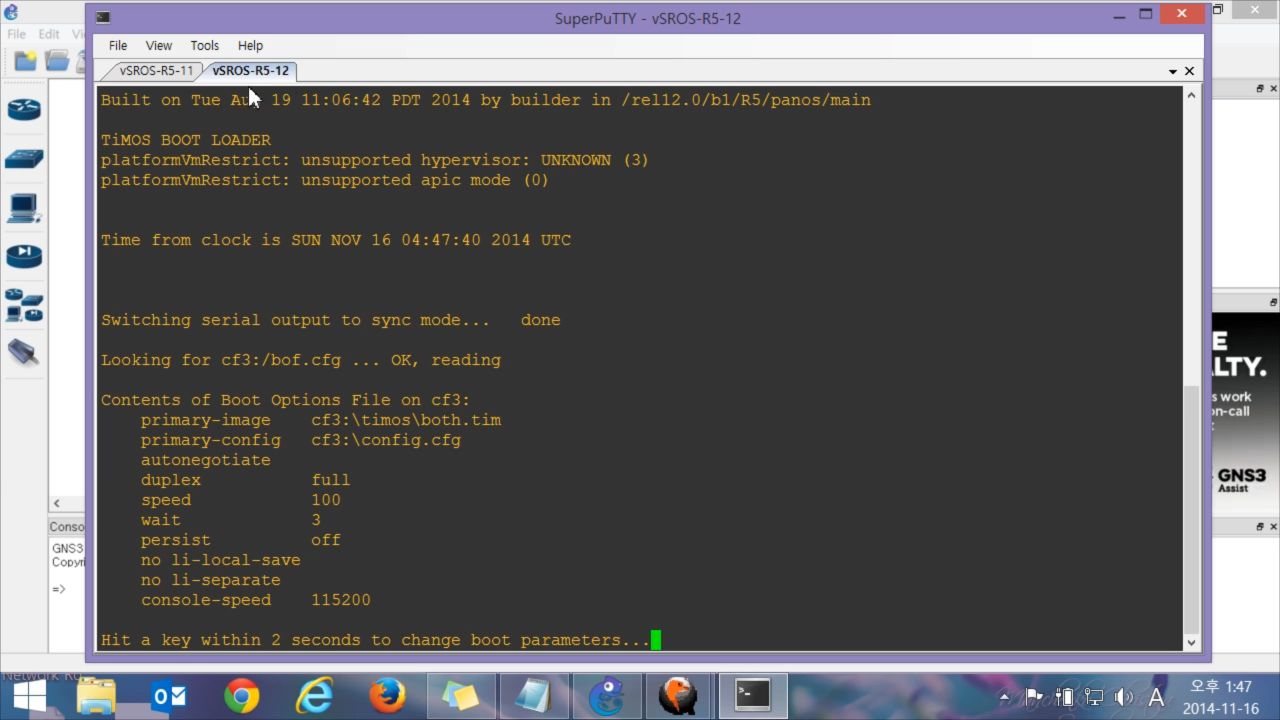 SuperPuTTY - vSROS-R5-12
File Edit Vi
File View Tools Help
vSROS-R5-11 vSROS-R5-12
Built on Tue Au 19 11:06:42 PDT 2014 by builder in /rel12.0/b1/R5/panos/main
TiMOS BOOT LOADER
platformVmRestrict: unsupported hypervisor: UNKNOWN (3)
platformVmRestrict: unsupported apic mode (0)
Time from clock is SUN NOV 16 04:47:40 2014 UTC
Switching serial output to sync mode... done
Looking for cf3:/bof.cfg ... OK, reading
Contents of Boot Options File on cf3:
primary-image cf3:\timos\both.tim
primary-config cf3:\config.cfg
autonegotiate
duplex full
speed 100
wait 3
persist off
no li-local-save
no li-separate
console-speed 115200
Hit a key within 2 seconds to change boot parameters...
Conso
GNS3
Copyri
=>
E
LTY.
s work
on-call
GNS3
Assist
Network
A
오후 1:47
2014-11-16